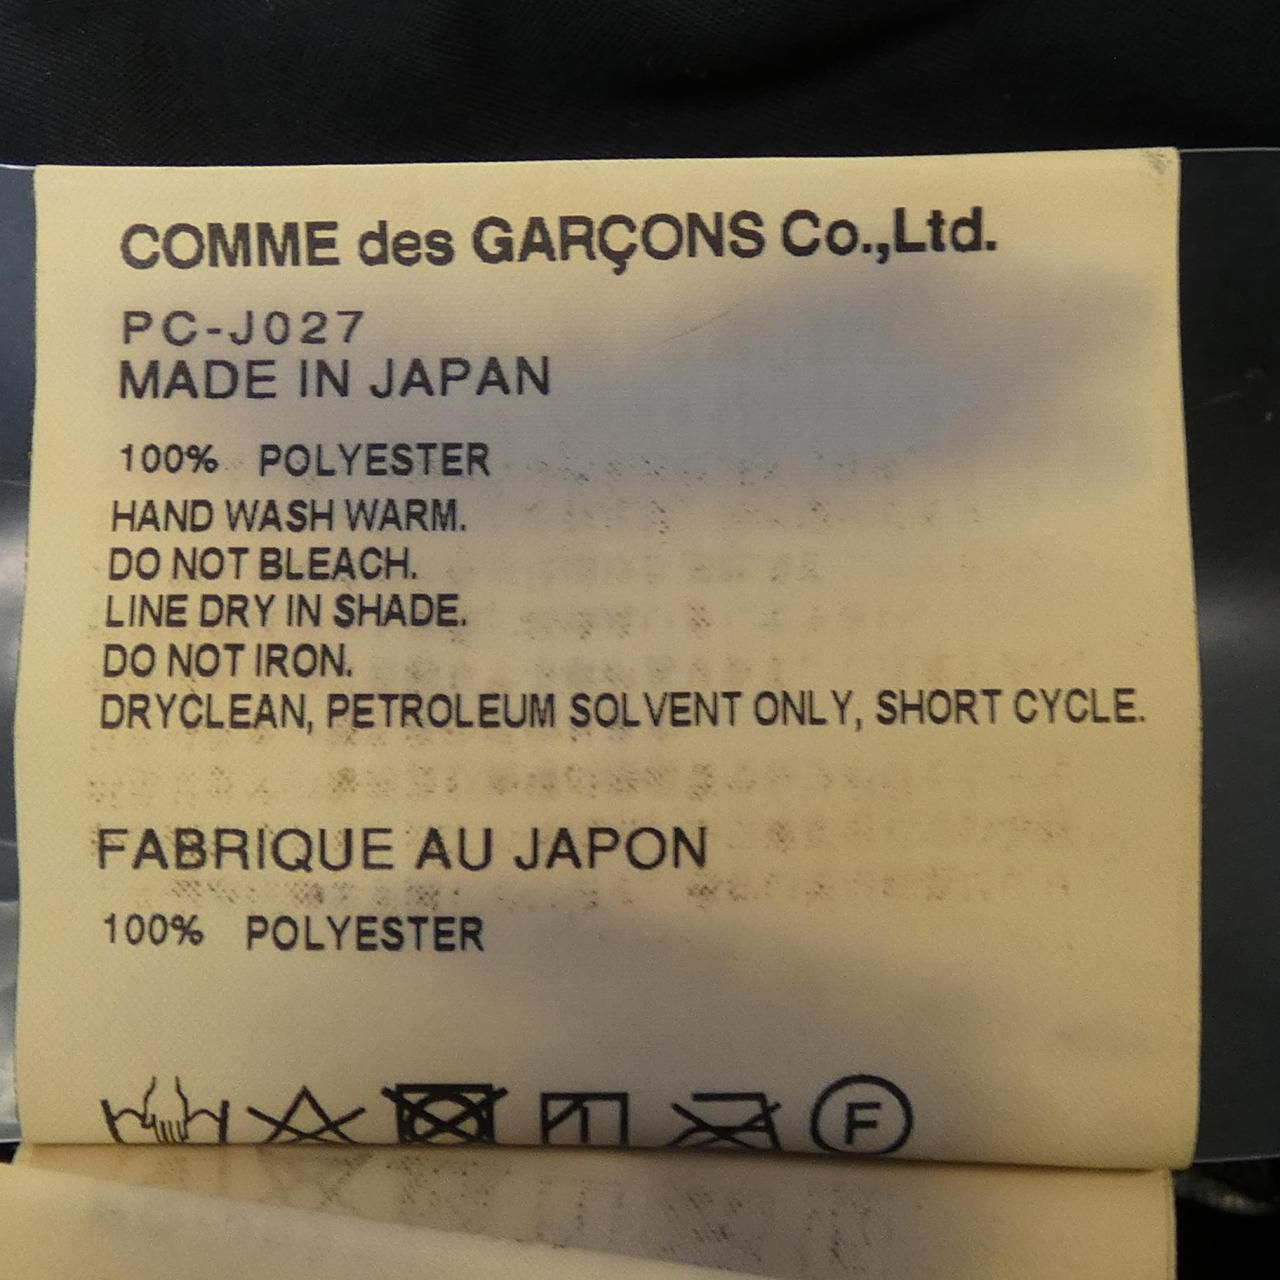 COMME des GARÇONS Co.,Ltd.
PC-J027
MADE IN JAPAN
100% POLYESTER
HAND WASH WARM.
DO NOT BLEACH.
LINE DRY IN SHADE.
DO NOT IRON.
DRYCLEAN, PETROLEUM SOLVENT ONLY, SHORT CYCLE.
FABRIQUE AU JAPON
100% POLYESTER
F